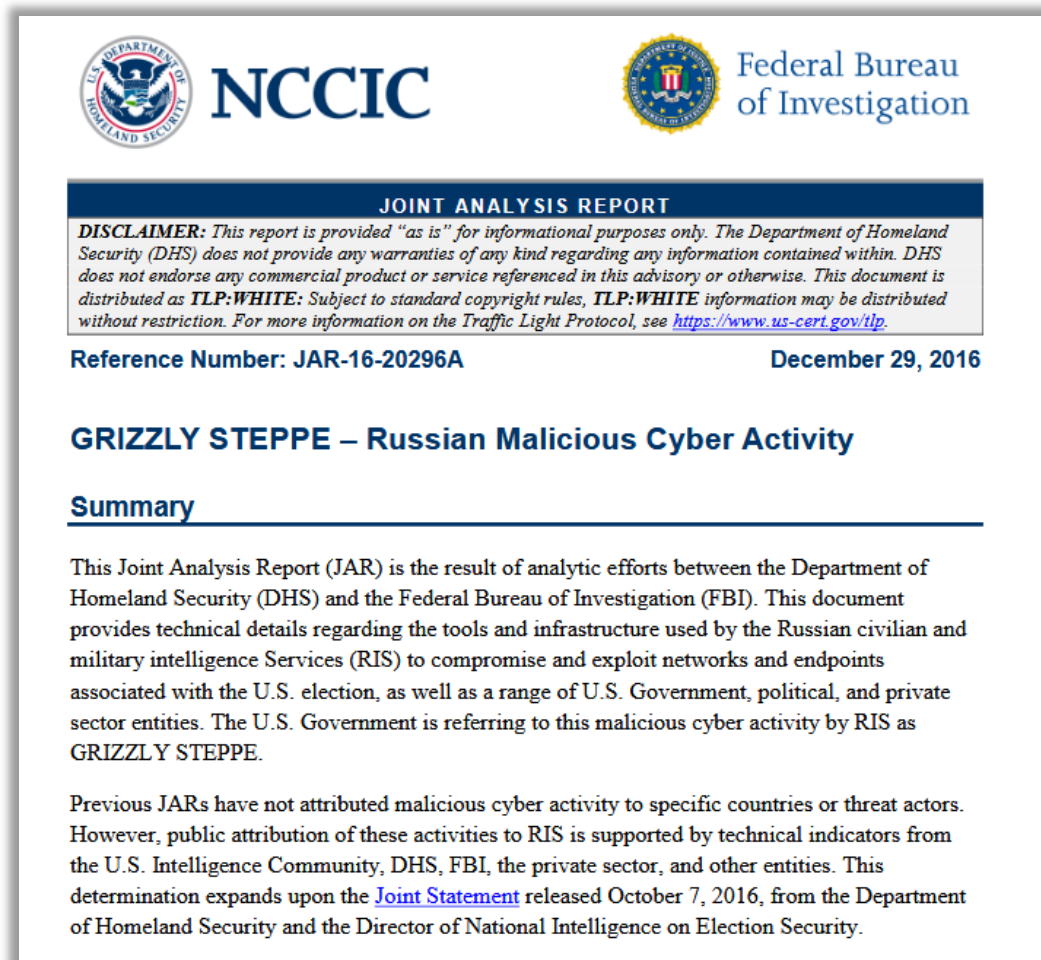 U.S. DEPARTMENT OF
HOMELAND SECURITY
NCCIC
DEPARTMENT OF JUSTICE
FEDERAL BUREAU OF INVESTIGATION
Federal Bureau
of Investigation
JOINT ANALYSIS REPORT
DISCLAIMER: This report is provided “as is” for informational purposes only. The Department of Homeland
Security (DHS) does not provide any warranties of any kind regarding any information contained within. DHS
does not endorse any commercial product or service referenced in this advisory or otherwise. This document is
distributed as TLP:WHITE: Subject to standard copyright rules, TLP:WHITE information may be distributed
without restriction. For more information on the Traffic Light Protocol, see https://www.us-cert.gov/tlp.
Reference Number: JAR-16-20296A December 29, 2016
GRIZZLY STEPPE – Russian Malicious Cyber Activity
Summary
This Joint Analysis Report (JAR) is the result of analytic efforts between the Department of
Homeland Security (DHS) and the Federal Bureau of Investigation (FBI). This document
provides technical details regarding the tools and infrastructure used by the Russian civilian and
military intelligence Services (RIS) to compromise and exploit networks and endpoints
associated with the U.S. election, as well as a range of U.S. Government, political, and private
sector entities. The U.S. Government is referring to this malicious cyber activity by RIS as
GRIZZLY STEPPE.
Previous JARs have not attributed malicious cyber activity to specific countries or threat actors.
However, public attribution of these activities to RIS is supported by technical indicators from
the U.S. Intelligence Community, DHS, FBI, the private sector, and other entities. This
determination expands upon the Joint Statement released October 7, 2016, from the Department
of Homeland Security and the Director of National Intelligence on Election Security.